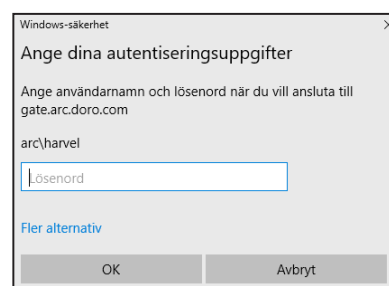 Windows-säkerhet
Ange dina autentiseringsuppgifter
Ange användarnamn och lösenord när du vill ansluta till
gate.arc.doro.com
arc\harvel
Lösenord
Fler alternativ
OK
Avbryt